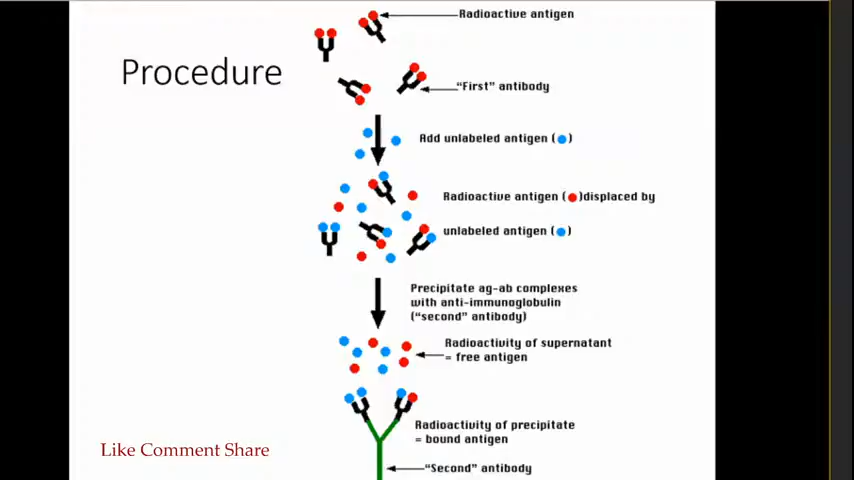 Radioactive antigen
Procedure
"First" antibody
Add unlabeled antigen ( )
Radioactive antigen ( )displaced by
unlabeled antigen ( )
Precipitate ag-ab complexes
with anti-immunoglobulin
("second" antibody)
Radioactivity of supernatant
= free antigen
Radioactivity of precipitate
= bound antigen
Like Comment Share
"Second" antibody